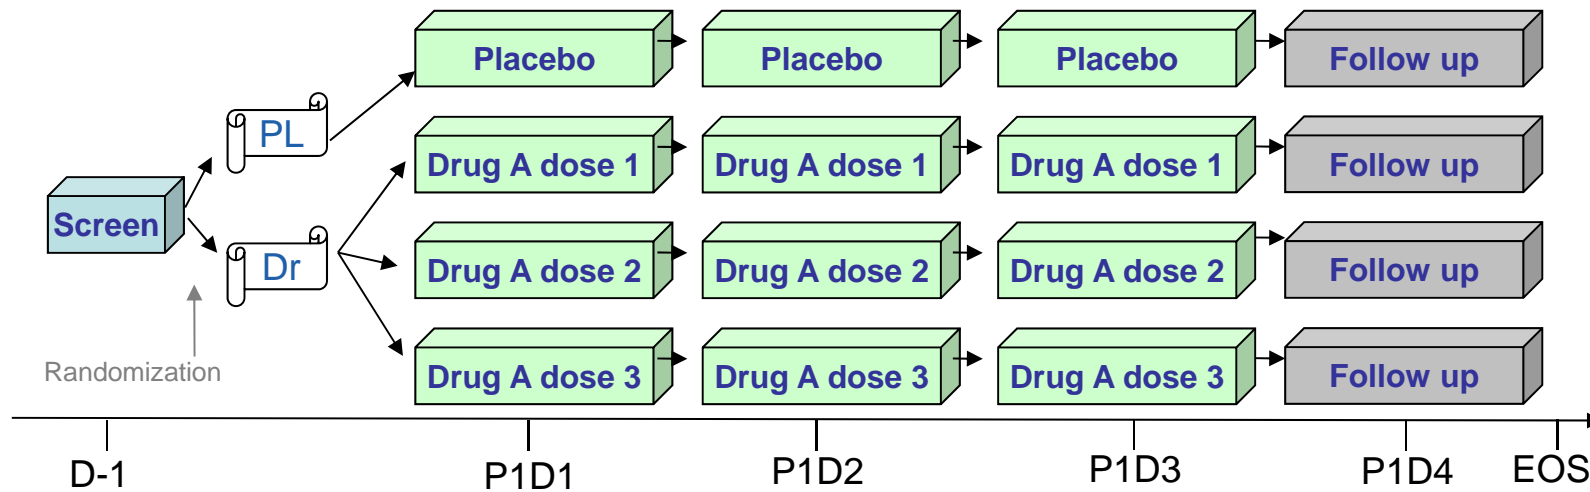 Placebo
Placebo
Placebo
Follow up
PL
Drug A dose 1
Drug A dose 1
Drug A dose 1
Follow up
Screen
Dr
Drug A dose 2
Drug A dose 2
Drug A dose 2
Follow up
Randomization
Drug A dose 3
Drug A dose 3
Drug A dose 3
Follow up
D-1
P1D1
P1D2
P1D3
P1D4
EOS